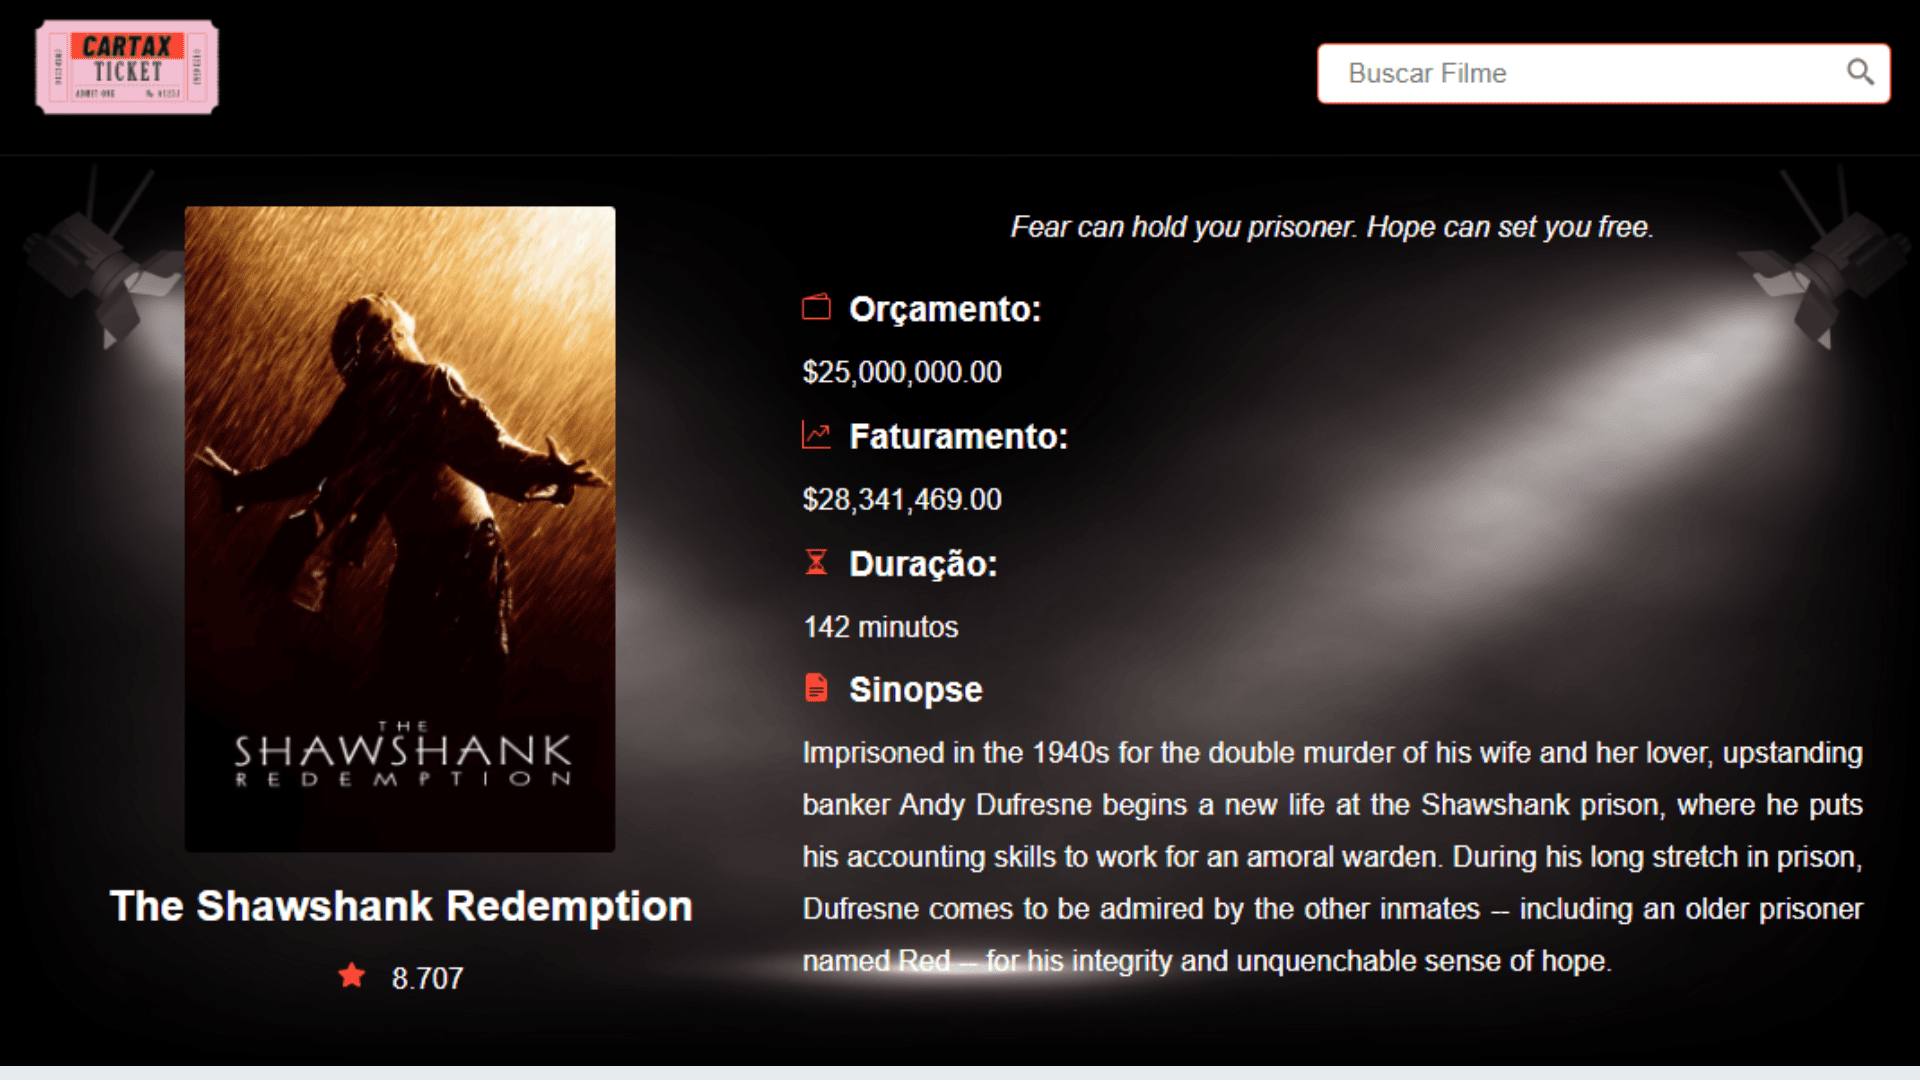 CARTAX
TICKET
ADMIT ONE
Buscar Filme
Fear can hold you prisoner. Hope can set you free.
Orçamento:
$25,000,000.00
Faturamento:
$28,341,469.00
Duração:
142 minutos
Sinopse
Imprisoned in the 1940s for the double murder of his wife and her lover, upstanding
banker Andy Dufresne begins a new life at the Shawshank prison, where he puts
his accounting skills to work for an amoral warden. During his long stretch in prison,
Dufresne comes to be admired by the other inmates -- including an older prisoner
named Red -- for his integrity and unquenchable sense of hope.
THE
SHAWSHANK
REDEMPTION
The Shawshank Redemption
8.707